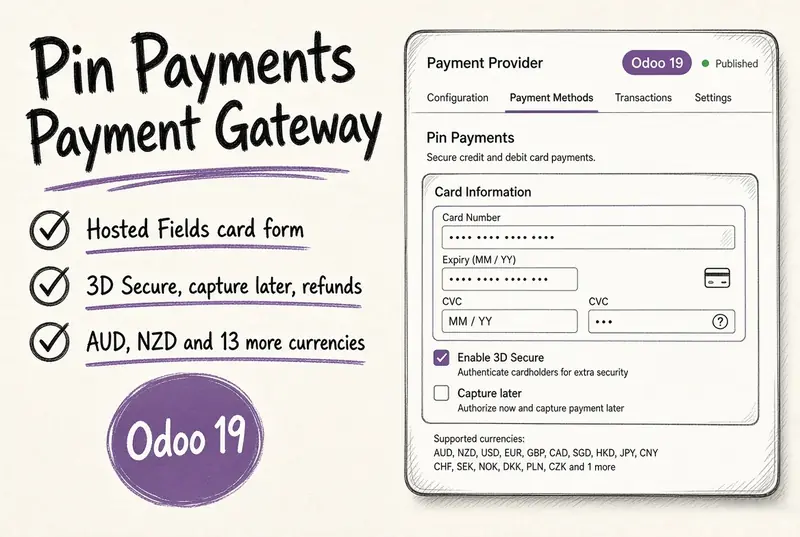 Pin Payments
Payment Gateway
Hosted Fields card form
3D Secure, capture later, refunds
AUD, NZD and 13 more currencies
Odoo 19
Payment Provider
Odoo 19
Published
Configuration
Payment Methods
Transactions
Settings
Pin Payments
Secure credit and debit card payments.
Card Information
Card Number
•••• •••• •••• ••••
Expiry (MM / YY)
•••• •••• •••• •••
CVC
CVC
MM / YY
•••
?
Enable 3D Secure
Authenticate cardholders for extra security
Capture later
Authorize now and capture payment later
Supported currencies:
AUD, NZD, USD, EUR, GBP, CAD, SGD, HKD, JPY, CNY
CHF, SEK, NOK, DKK, PLN, CZK and 1 more